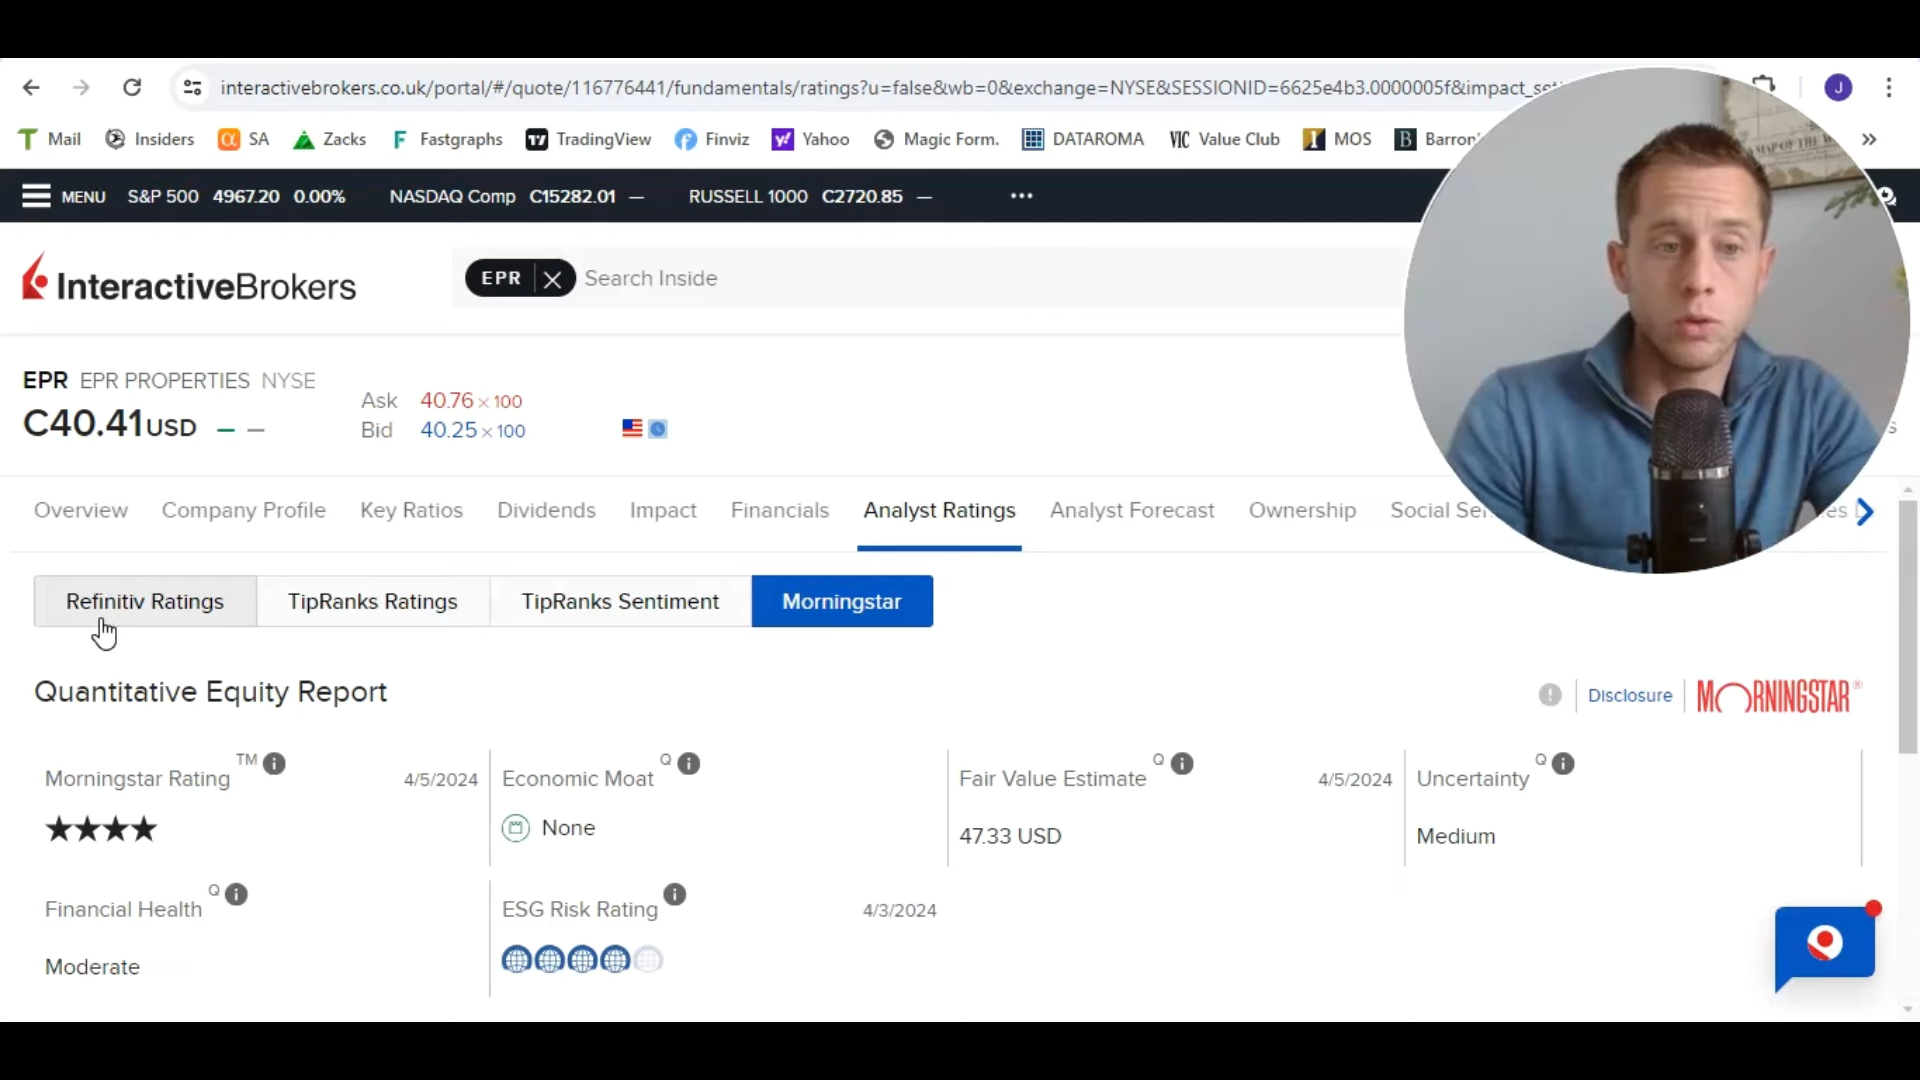 interactivebrokers.co.uk/portal/#/quote/116776441/fundamentals/ratings?u=false&wb=0&exchange=NYSE&SESSIONID=6625e4b3.0000005f&impact_se
J
Mail Insiders SA Zacks Fastgraphs TradingView Finviz Yahoo Magic Form. DATAROMA VIC Value Club MOS Barron
MENU S&P 500 4967.20 0.00% NASDAQ Comp C15282.01 — RUSSELL 1000 C2720.85 —
InteractiveBrokers
EPR Search Inside
EPR EPR PROPERTIES NYSE
C40.41 USD — —
Ask 40.76 × 100
Bid 40.25 × 100
Overview Company Profile Key Ratios Dividends Impact Financials Analyst Ratings Analyst Forecast Ownership Social Se
Refinitiv Ratings TipRanks Ratings TipRanks Sentiment Morningstar
Quantitative Equity Report
Disclosure MORNINGSTAR®
Morningstar Rating TM 4/5/2024
Economic Moat Q
None
Fair Value Estimate Q 4/5/2024
47.33 USD
Uncertainty Q
Medium
Financial Health Q
Moderate
ESG Risk Rating 4/3/2024